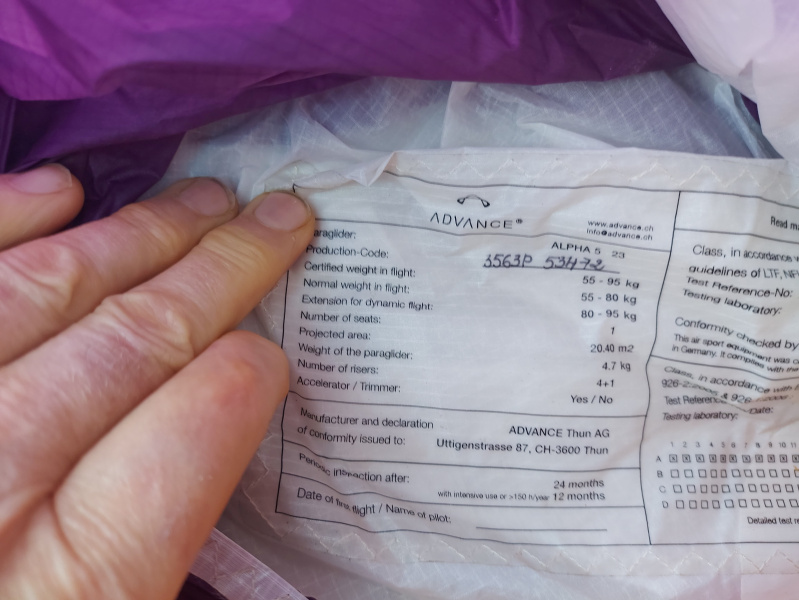 ADVANCE®
www.advance.ch
info@advance.ch
araglider: ALPHA 5 23
Production-Code: 3563P 53472
Certified weight in flight: 55 - 95 kg
Normal weight in flight: 55 - 80 kg
Extension for dynamic flight: 80 - 95 kg
Number of seats: 1
Projected area: 20.40 m2
Weight of the paraglider: 4.7 kg
Number of risers: 4+1
Accelerator / Trimmer: Yes / No
Manufacturer and declaration
of conformity issued to:
ADVANCE Thun AG
Uttigenstrasse 87, CH-3600 Thun
Periodic inspection after: 24 months
with intensive use or >150 h/year 12 months
Date of first flight / Name of pilot:
Read
Class, in accordance
guidelines of LTF,
Test Reference-No:
Testing laboratory:
Conformity checked by
This air sport equipment was
in Germany. It complies with
Class, in accordance with
Test
Testing laboratory: Date:
1 2 3 4 5 6 7 8 9 10 11
A
B
C
D
Detailed test